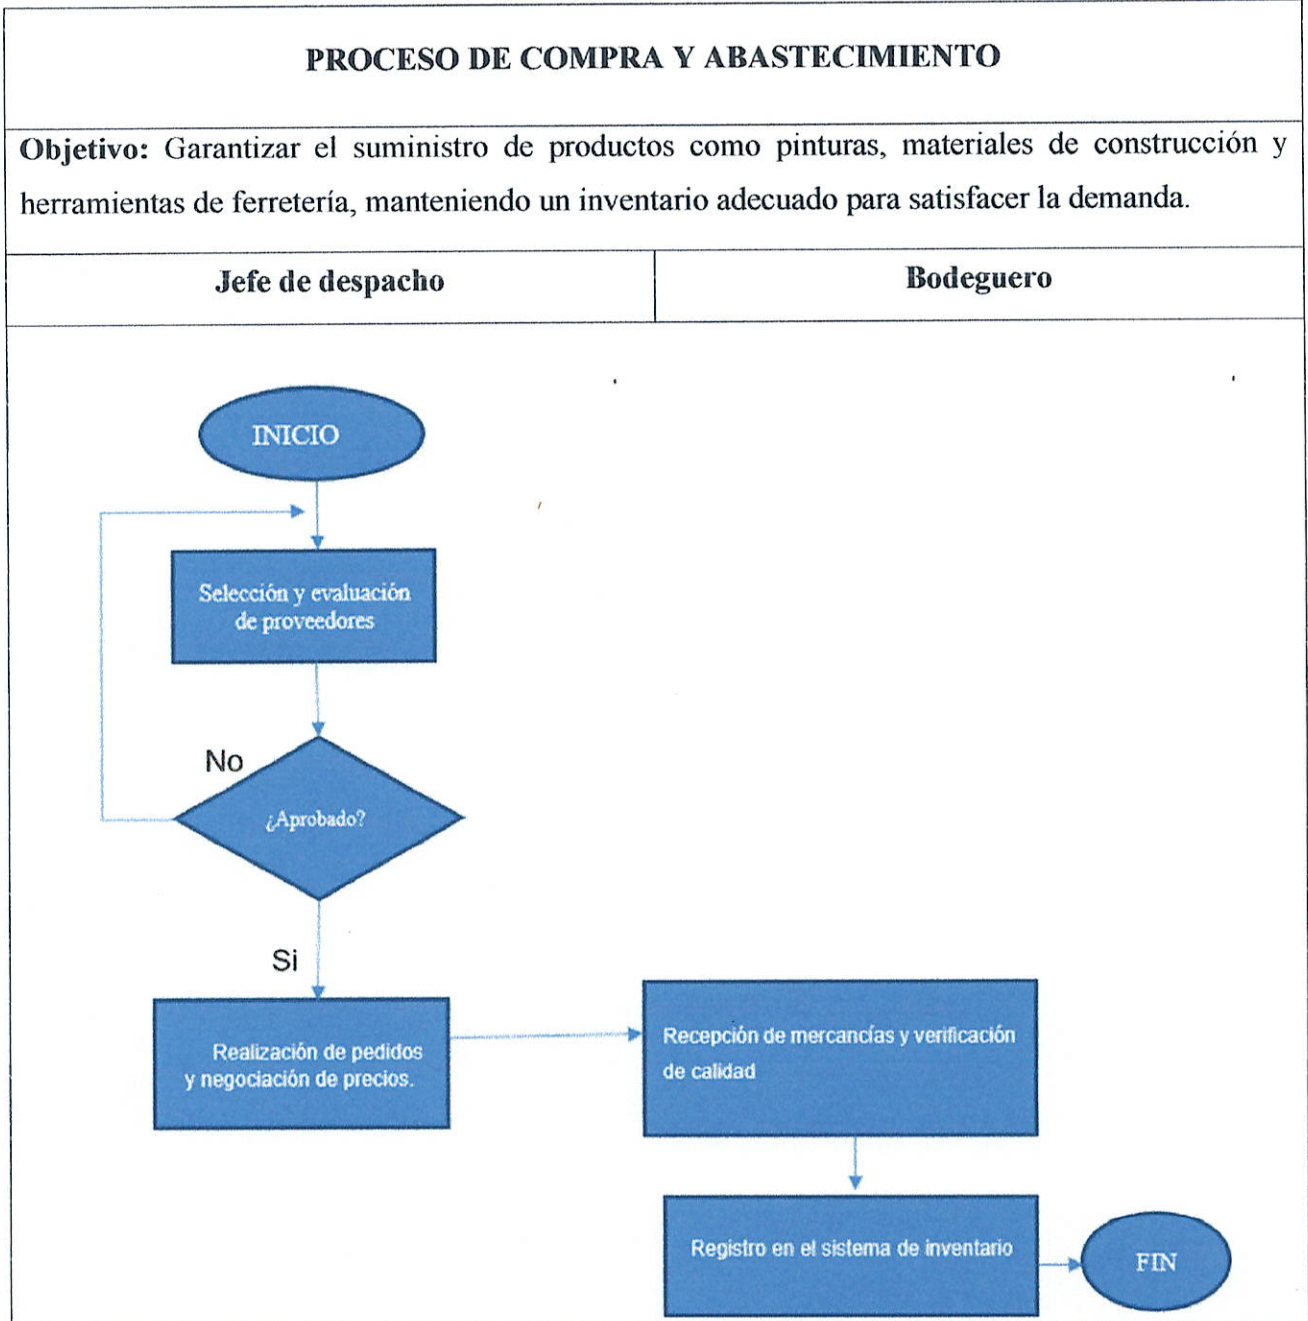 PROCESO DE COMPRA Y ABASTECIMIENTO
Objetivo: Garantizar el suministro de productos como pinturas, materiales de construcción y
herramientas de ferretería, manteniendo un inventario adecuado para satisfacer la demanda.
Jefe de despacho
Bodeguero
INICIO
Selección y evaluación
de proveedores
No
¿Aprobado?
Si
Realización de pedidos
y negociación de precios.
Recepción de mercancías y verificación
de calidad
Registro en el sistema de inventario
FIN